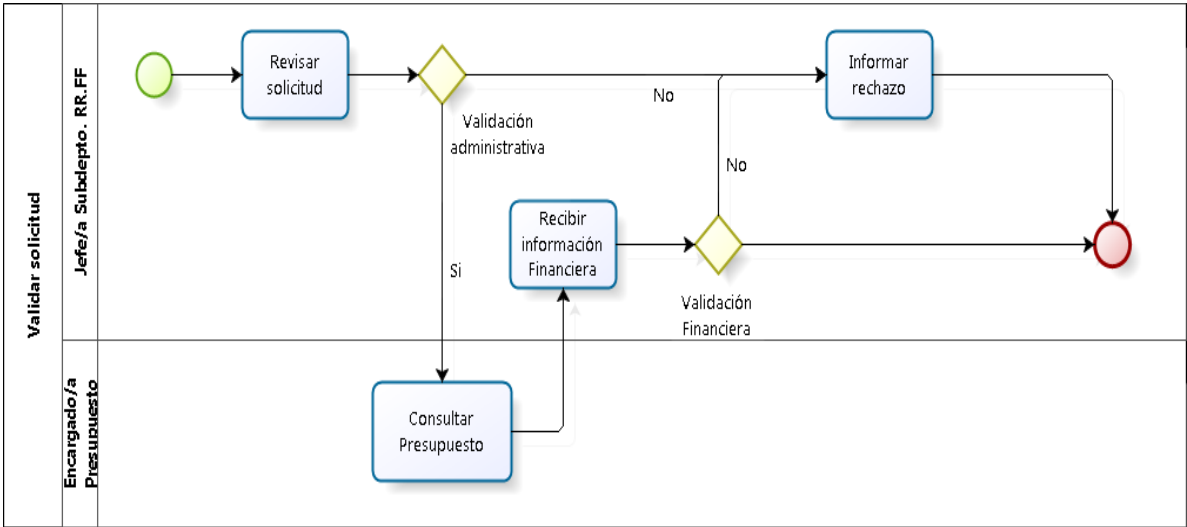 Validar solicitud
Jefe/a Subdepto. RR.FF
Revisar
solicitud
Validación
administrativa
No
Informar
rechazo
Si
Recibir
información
Financiera
No
Validación
Financiera
Encargado/a
Presupuesto
Consultar
Presupuesto